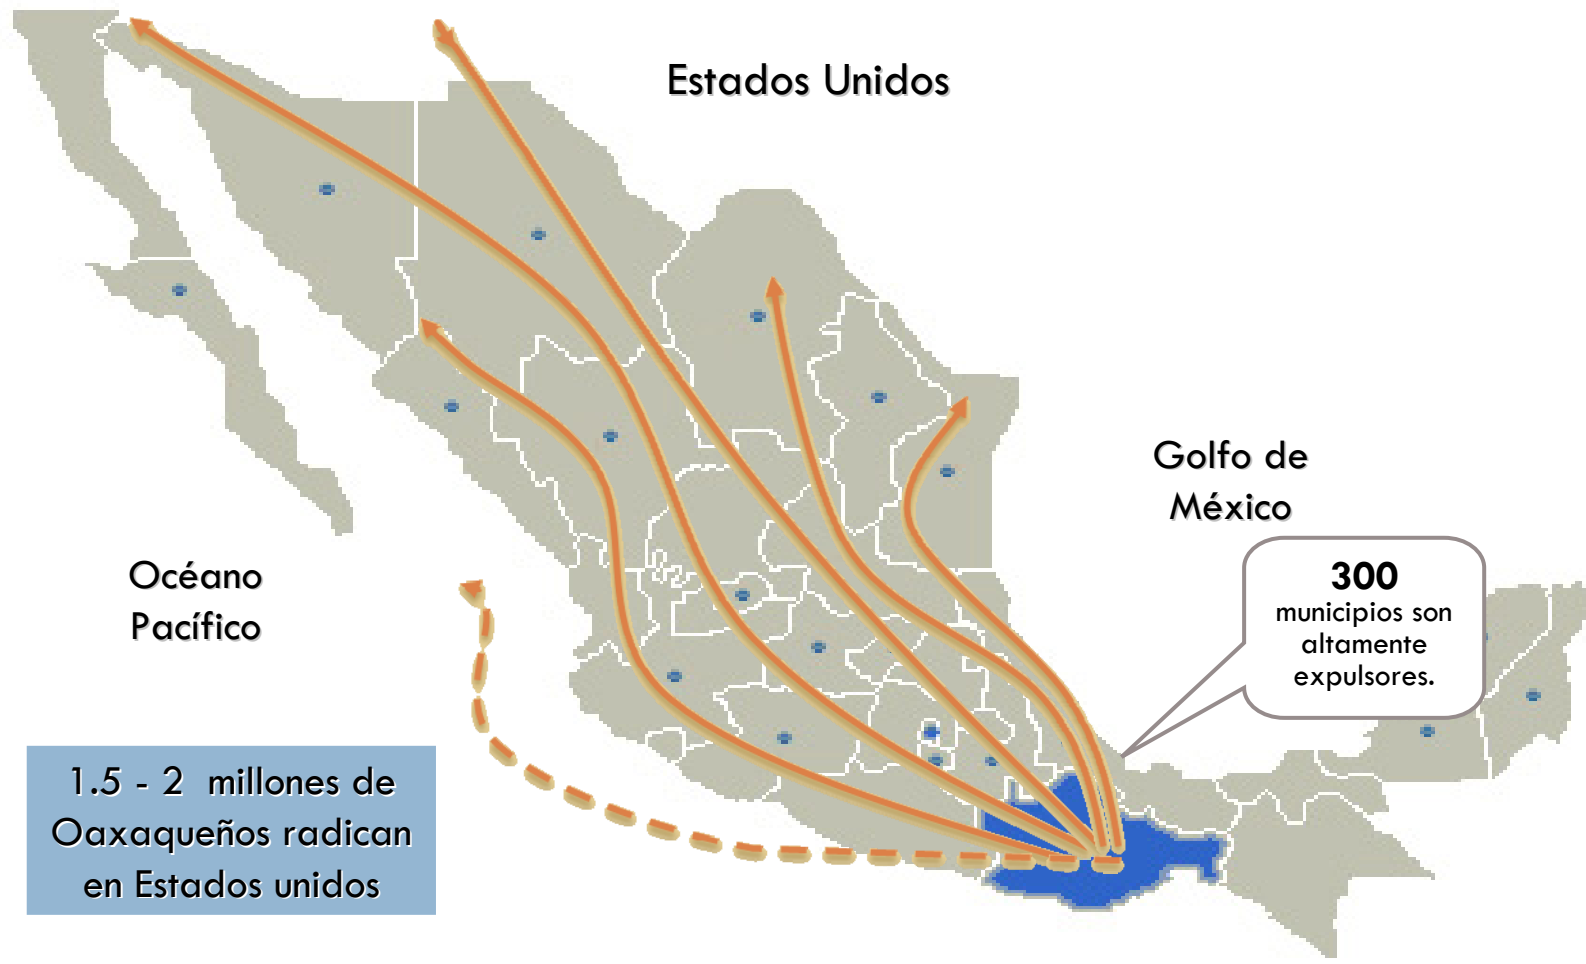 Estados Unidos
Golfo de
México
300
municipios son
altamente
expulsores.
Océano
Pacífico
1.5 - 2 millones de
Oaxaqueños radican
en Estados unidos